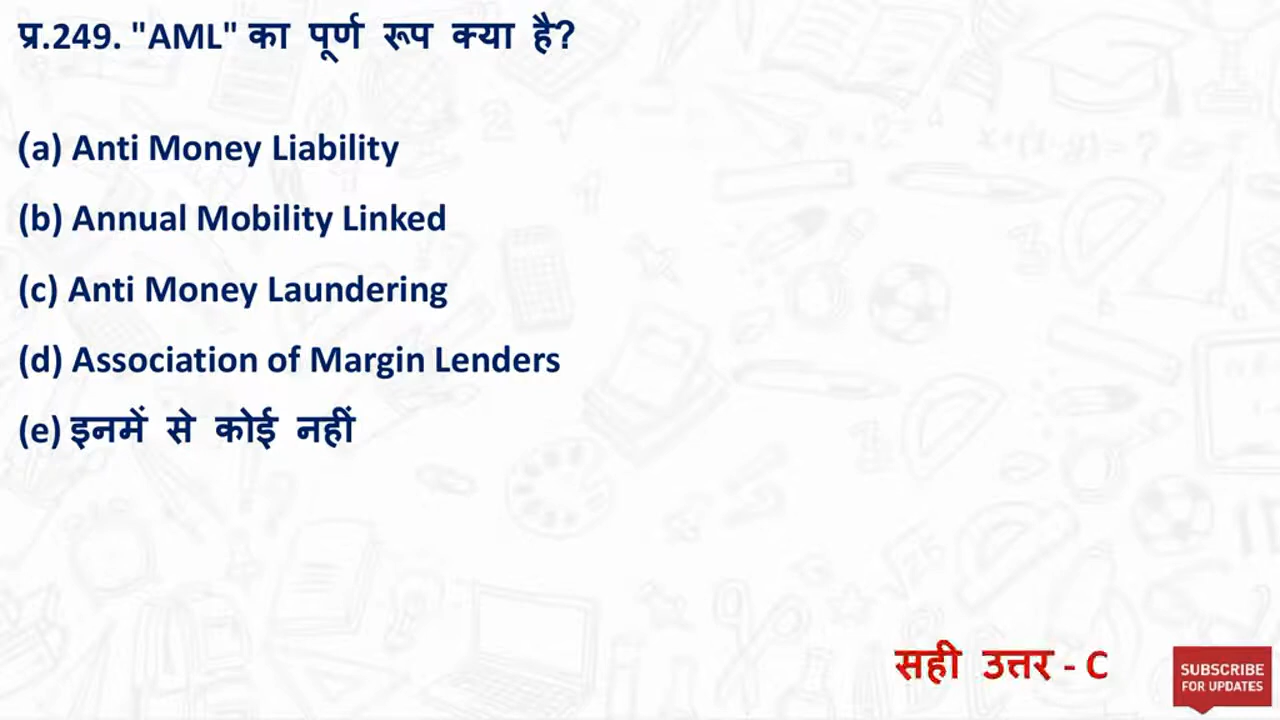 प्र.249. "AML" का पूर्ण रूप क्या है?
(a) Anti Money Liability
(b) Annual Mobility Linked
(c) Anti Money Laundering
(d) Association of Margin Lenders
(e) इनमें से कोई नहीं
सही उत्तर - C
SUBSCRIBE
FOR UPDATES